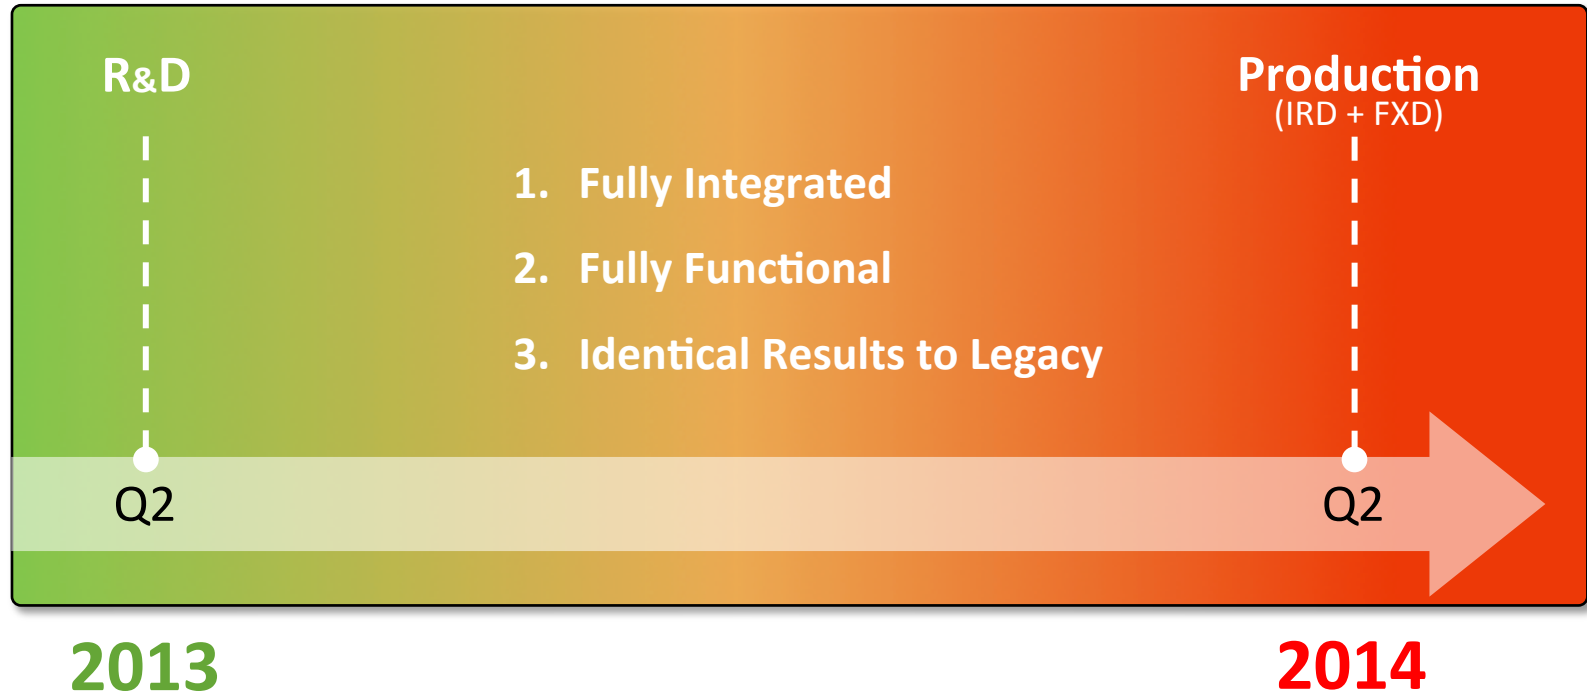 R&D
Production
(IRD + FXD)
1. Fully Integrated
2. Fully Functional
3. Identical Results to Legacy
Q2
Q2
2013
2014